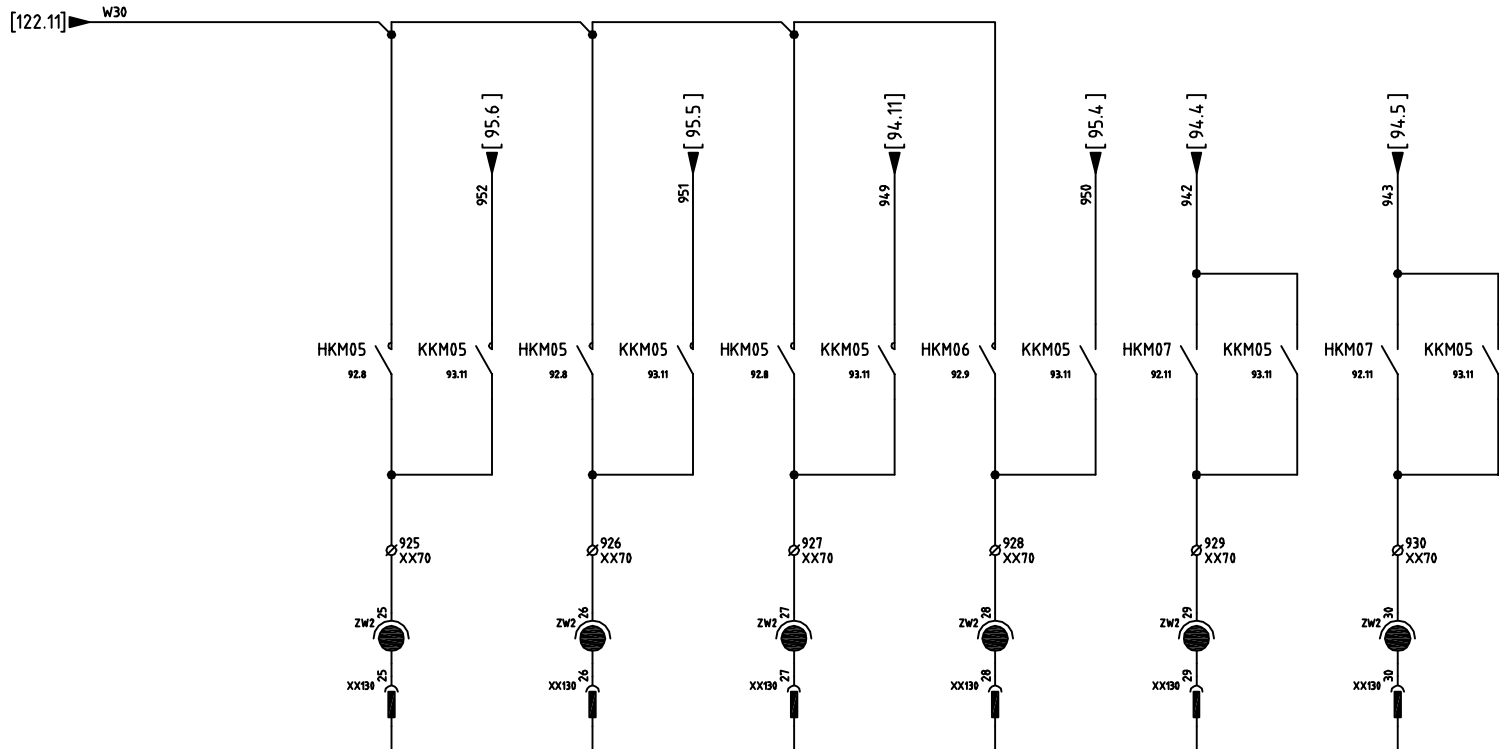 [122.11]
W30
[ 95.6 ]
[ 95.5 ]
[ 94.11]
[ 95.4 ]
[ 94.4 ]
[ 94.5 ]
952
951
949
950
942
943
HKM05
KKM05
HKM05
KKM05
HKM05
KKM05
HKM06
KKM05
HKM07
KKM05
HKM07
KKM05
92.8
93.11
92.8
93.11
92.8
93.11
92.9
93.11
92.11
93.11
92.11
93.11
925
926
927
928
929
930
XX70
XX70
XX70
XX70
XX70
XX70
ZW2 25
ZW2 26
ZW2 27
ZW2 28
ZW2 29
ZW2 30
XX130 25
XX130 26
XX130 27
XX130 28
XX130 29
XX130 30